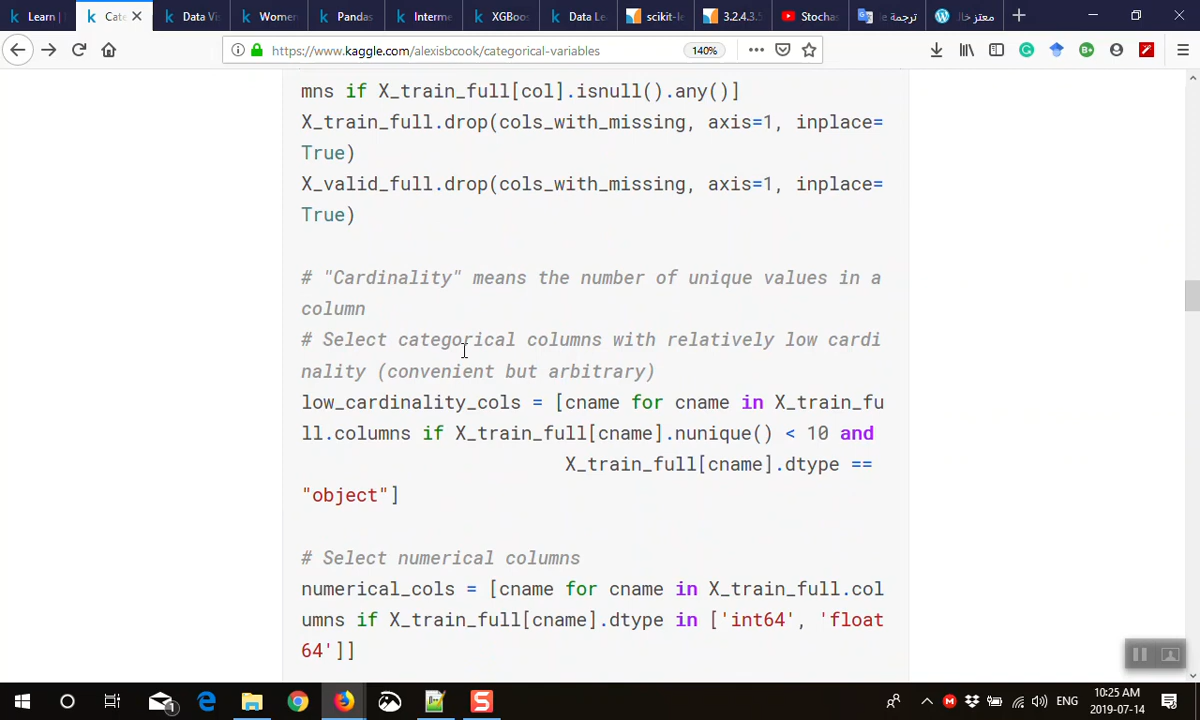 Learn |
Cate
Data Vi
Women
Pandas
Interme
XGBoos
Data Le
scikit-le
3.2.4.3.5
Stochas
ترجمة
معتز خال
https://www.kaggle.com/alexisbcook/categorical-variables
140%
mns if X_train_full[col].isnull().any()]
X_train_full.drop(cols_with_missing, axis=1, inplace=
True)
X_valid_full.drop(cols_with_missing, axis=1, inplace=
True)
# "Cardinality" means the number of unique values in a
column
# Select categorical columns with relatively low cardi
nality (convenient but arbitrary)
low_cardinality_cols = [cname for cname in X_train_fu
ll.columns if X_train_full[cname].nunique() < 10 and
X_train_full[cname].dtype ==
"object"]
# Select numerical columns
numerical_cols = [cname for cname in X_train_full.col
umns if X_train_full[cname].dtype in ['int64', 'float
64']]
ENG
10:25 AM
2019-07-14